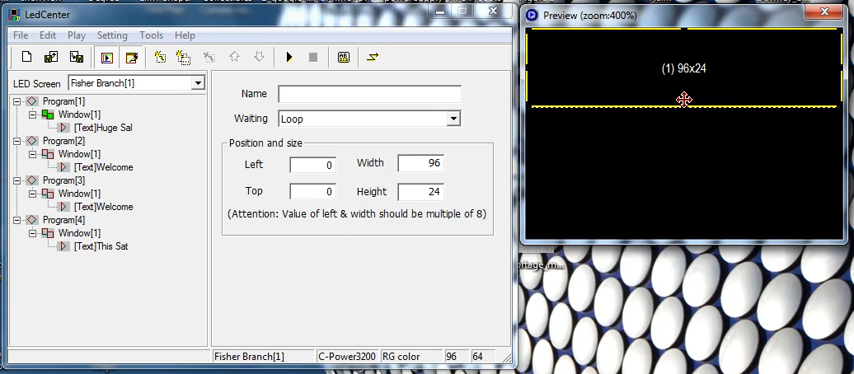 LedCenter
File Edit Play Setting Tools Help
LED Screen Fisher Branch[1]
Program[1]
Window[1]
[Text]Huge Sal
Program[2]
Window[1]
[Text]Welcome
Program[3]
Window[1]
[Text]Welcome
Program[4]
Window[1]
[Text]This Sat
Name
Waiting Loop
Position and size
Left 0 Width 96
Top 0 Height 24
(Attention: Value of left & width should be multiple of 8)
Fisher Branch[1] C-Power3200 RG color 96 64
Preview (zoom:400%)
(1) 96x24